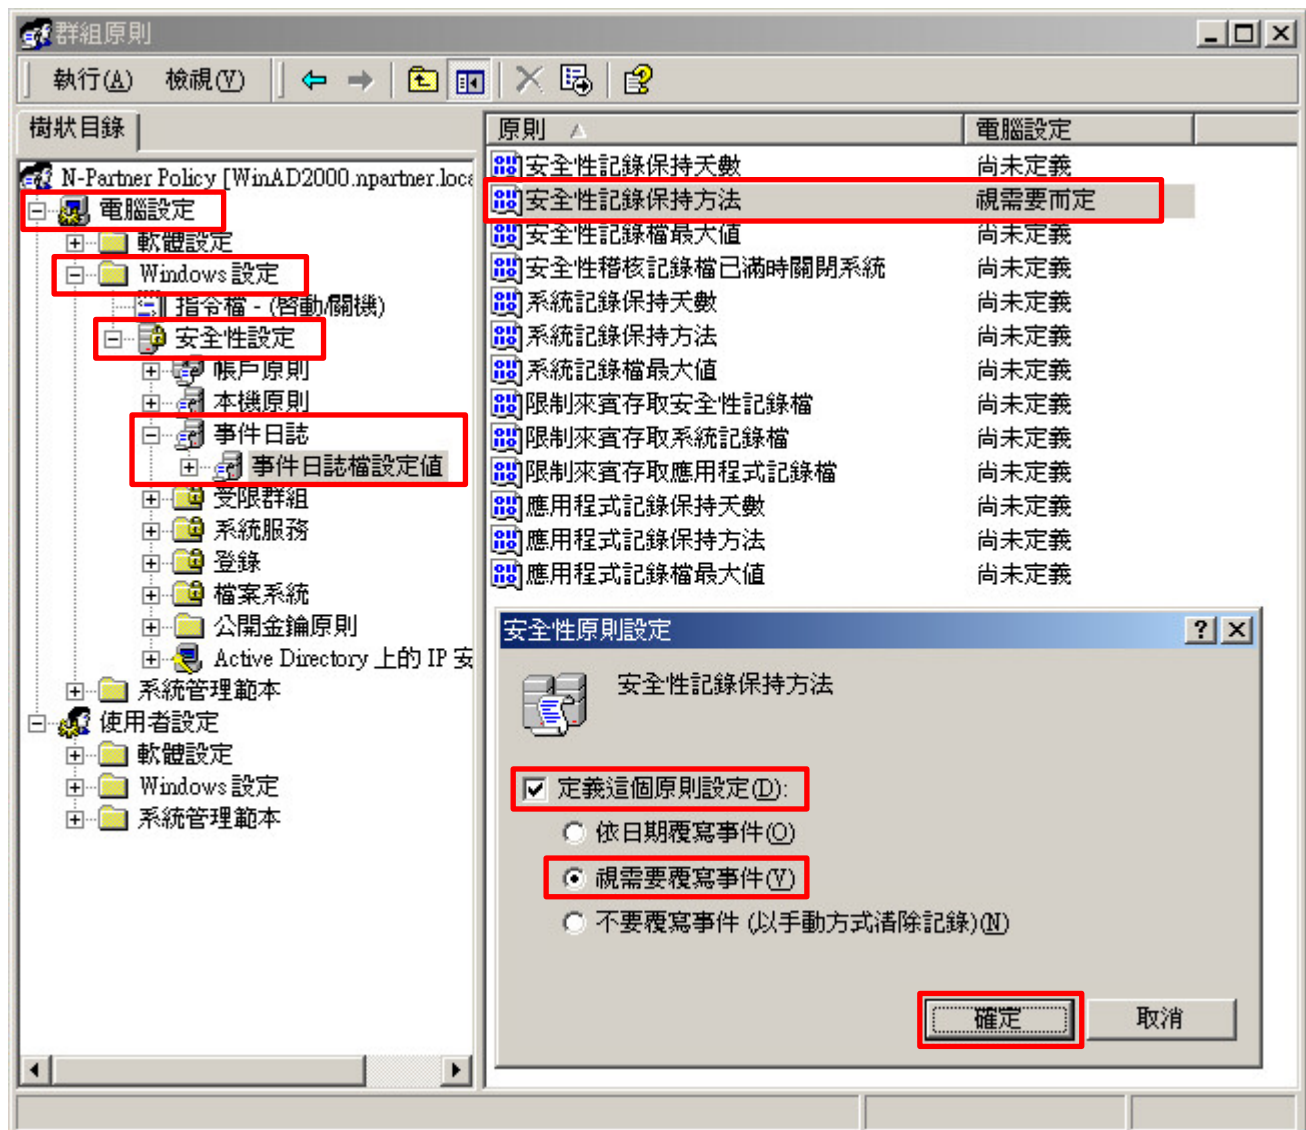 群組原則
執行(A) 檢視(V)
樹狀目錄
N-Partner Policy [WinAD2000.npartner.loca
電腦設定
軟體設定
Windows 設定
指令檔 - (啓動/關機)
安全性設定
帳戶原則
本機原則
事件日誌
事件日誌檔設定值
受限群組
系統服務
登錄
檔案系統
公開金鑰原則
Active Directory 上的 IP 安
系統管理範本
使用者設定
軟體設定
Windows 設定
系統管理範本
原則 電腦設定
安全性記錄保持天數 尚未定義
安全性記錄保持方法 視需要而定
安全性記錄檔最大值 尚未定義
安全性稽核記錄檔已滿時關閉系統 尚未定義
系統記錄保持天數 尚未定義
系統記錄保持方法 尚未定義
系統記錄檔最大值 尚未定義
限制來賓存取安全性記錄檔 尚未定義
限制來賓存取系統記錄檔 尚未定義
限制來賓存取應用程式記錄檔 尚未定義
應用程式記錄保持天數 尚未定義
應用程式記錄保持方法 尚未定義
應用程式記錄檔最大值 尚未定義
安全性原則設定
安全性記錄保持方法
定義這個原則設定(D):
依日期覆寫事件(O)
視需要覆寫事件(V)
不要覆寫事件 (以手動方式清除記錄)(N)
確定 取消